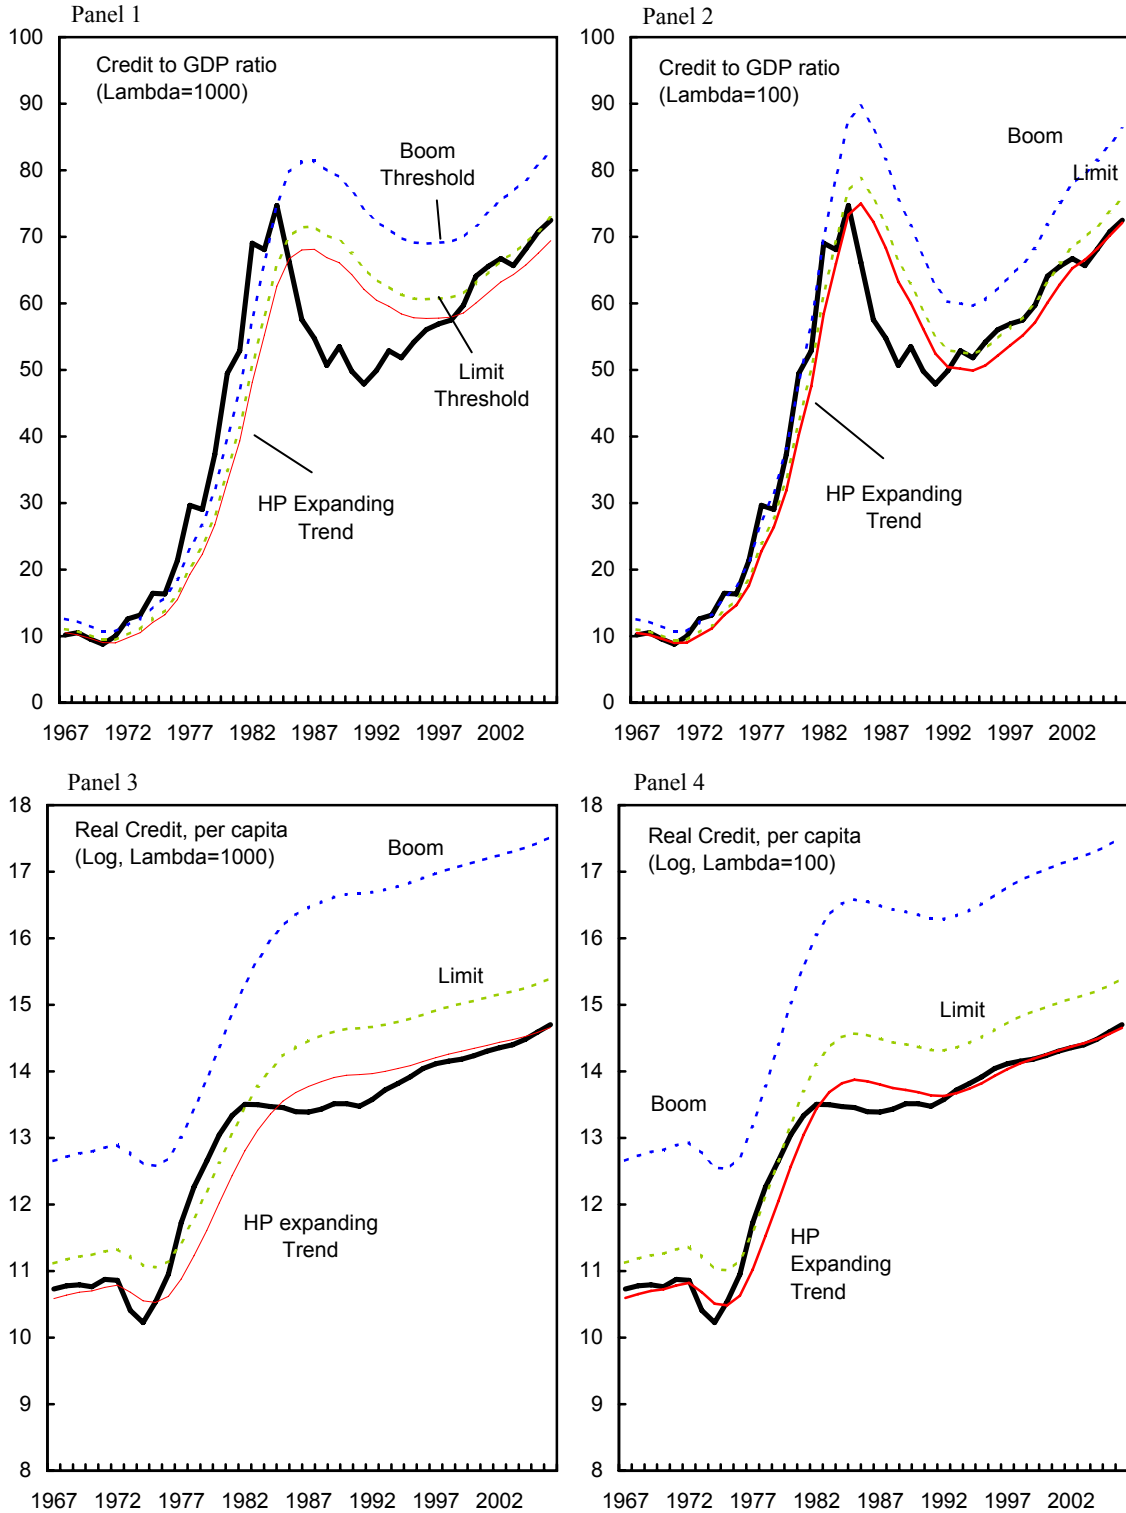 Panel 1
100
90
80
70
60
50
40
30
20
10
0
Credit to GDP ratio
(Lambda=1000)
Boom
Threshold
Limit
Threshold
HP Expanding
Trend
1967 1972 1977 1982 1987 1992 1997 2002
Panel 2
100
90
80
70
60
50
40
30
20
10
0
Credit to GDP ratio
(Lambda=100)
Boom
Limit
HP Expanding
Trend
1967 1972 1977 1982 1987 1992 1997 2002
Panel 3
18
17
16
15
14
13
12
11
10
9
8
Real Credit, per capita
(Log, Lambda=1000)
Boom
Limit
HP expanding
Trend
1967 1972 1977 1982 1987 1992 1997 2002
Panel 4
18
17
16
15
14
13
12
11
10
9
8
Real Credit, per capita
(Log, Lambda=100)
Limit
Boom
HP
Expanding
Trend
1967 1972 1977 1982 1987 1992 1997 2002